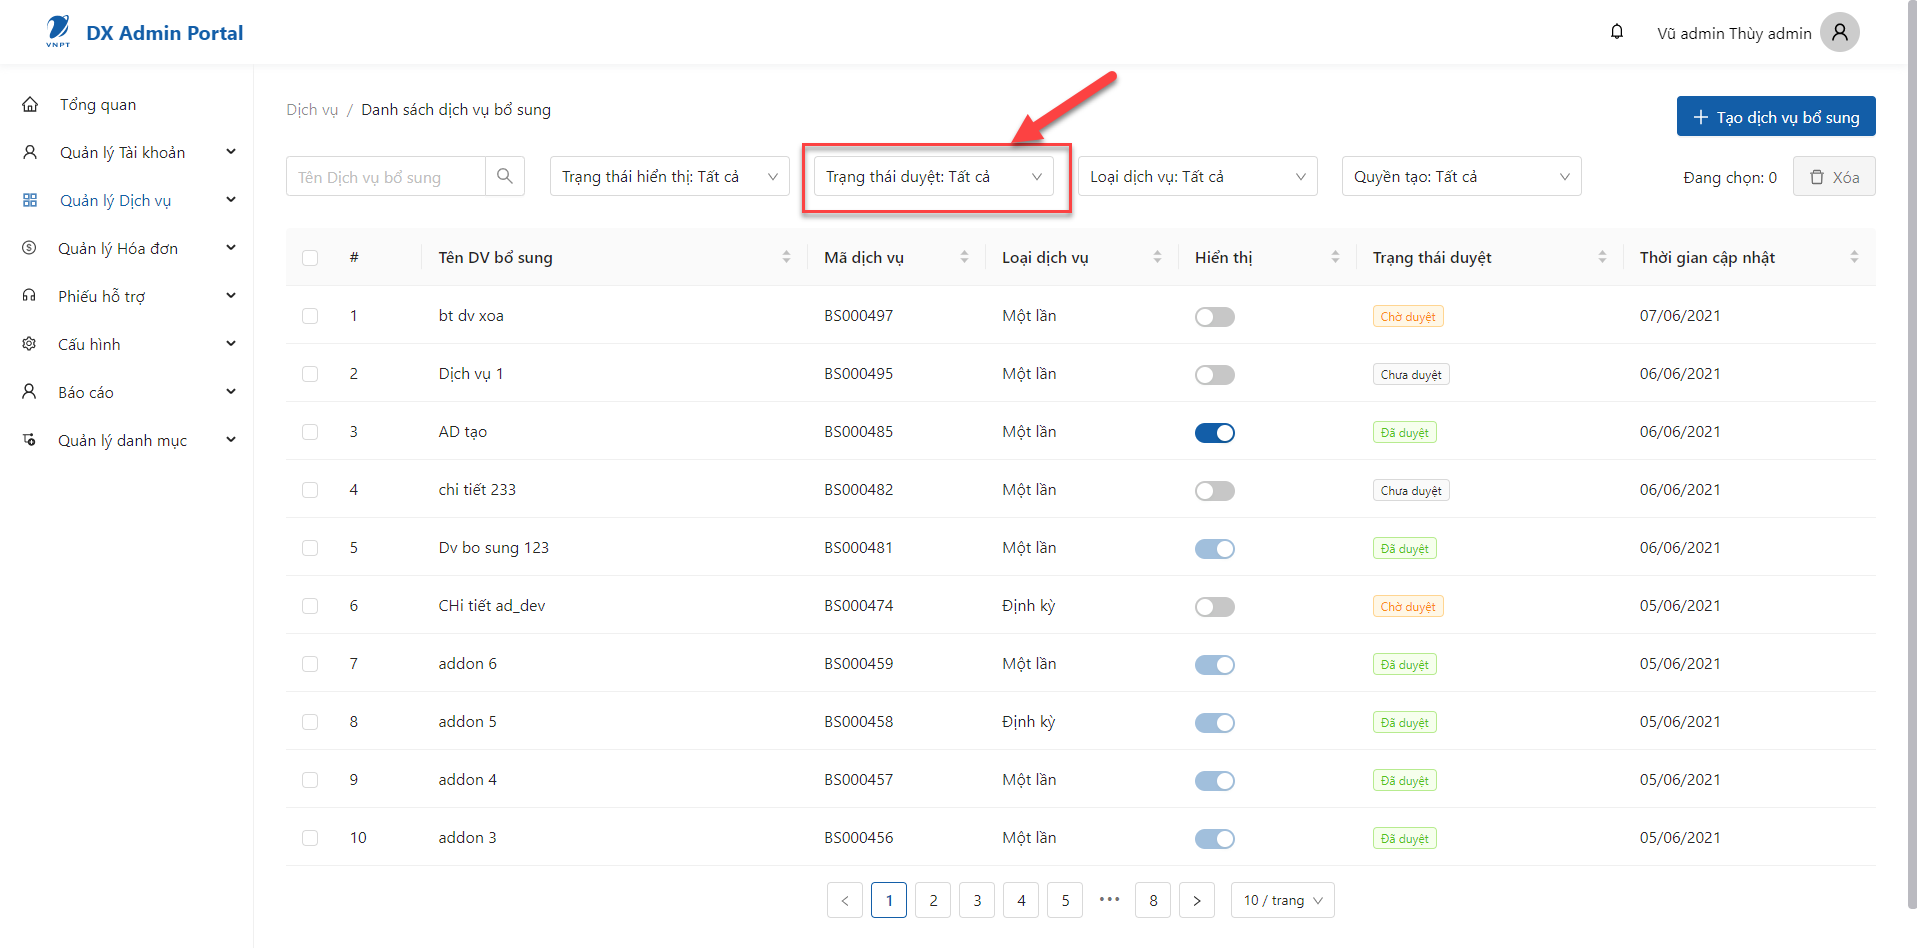 VNPT
DX Admin Portal
Vũ admin Thùy admin
Tổng quan
Quản lý Tài khoản
Quản lý Dịch vụ
Quản lý Hóa đơn
Phiếu hỗ trợ
Cấu hình
Báo cáo
Quản lý danh mục
Dịch vụ / Danh sách dịch vụ bổ sung
+ Tạo dịch vụ bổ sung
Tên Dịch vụ bổ sung
Trạng thái hiển thị: Tất cả
Trạng thái duyệt: Tất cả
Loại dịch vụ: Tất cả
Quyền tạo: Tất cả
Đang chọn: 0
Xóa
# Tên DV bổ sung Mã dịch vụ Loại dịch vụ Hiển thị Trạng thái duyệt Thời gian cập nhật
1 bt dv xoa BS000497 Một lần Chờ duyệt 07/06/2021
2 Dịch vụ 1 BS000495 Một lần Chưa duyệt 06/06/2021
3 AD tạo BS000485 Một lần Đã duyệt 06/06/2021
4 chi tiết 233 BS000482 Một lần Chưa duyệt 06/06/2021
5 Dv bo sung 123 BS000481 Một lần Đã duyệt 06/06/2021
6 CHi tiết ad_dev BS000474 Định kỳ Chờ duyệt 05/06/2021
7 addon 6 BS000459 Một lần Đã duyệt 05/06/2021
8 addon 5 BS000458 Định kỳ Đã duyệt 05/06/2021
9 addon 4 BS000457 Một lần Đã duyệt 05/06/2021
10 addon 3 BS000456 Một lần Đã duyệt 05/06/2021
< 1 2 3 4 5 ••• 8 > 10 / trang